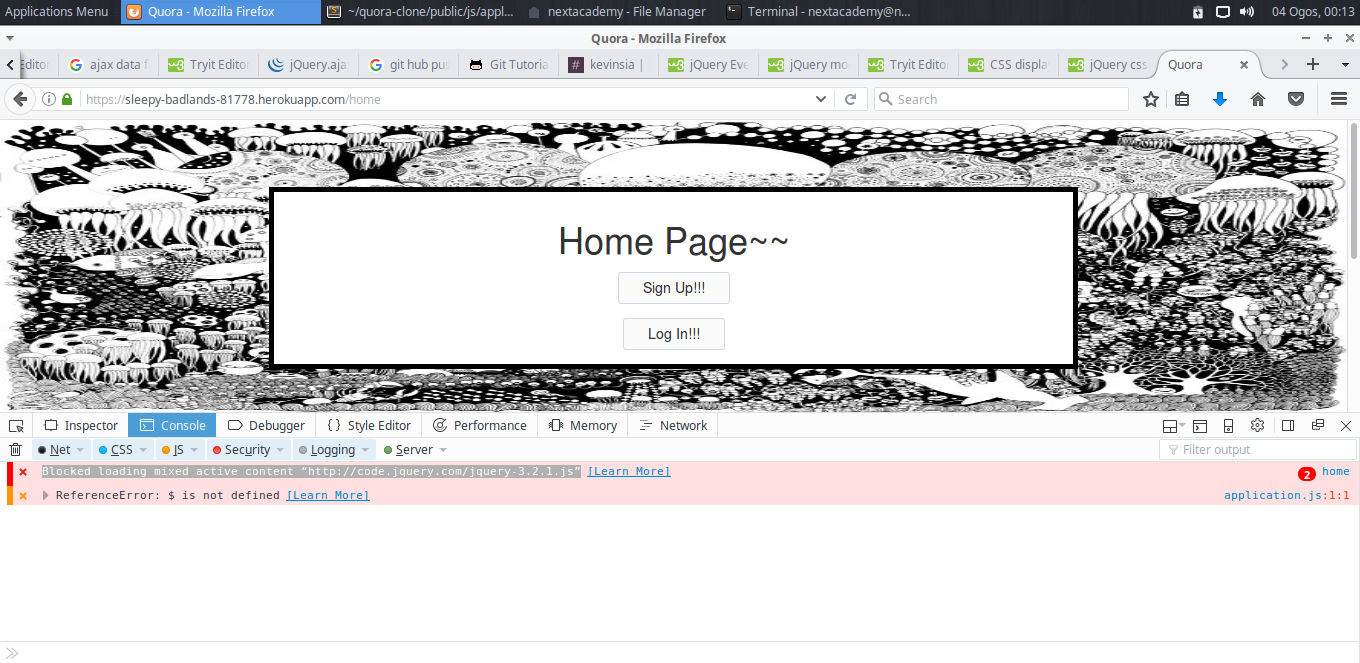 Applications Menu Quora - Mozilla Firefox ~/quora-clone/public/js/appl... nextacademy - File Manager Terminal - nextacademy@n... 04 Ogos, 00:13
Quora - Mozilla Firefox
Editor ajax data f Tryit Editor jQuery.aja git hub pus Git Tutoria kevinsia | jQuery Eve jQuery mo Tryit Editor CSS displa jQuery css Quora
https://sleepy-badlands-81778.herokuapp.com/home Search
Home Page~~
Sign Up!!!
Log In!!!
Inspector Console Debugger Style Editor Performance Memory Network
Net CSS JS Security Logging Server Filter output
Blocked loading mixed active content “http://code.jquery.com/jquery-3.2.1.js” [Learn More] 2 home
ReferenceError: $ is not defined [Learn More] application.js:1:1